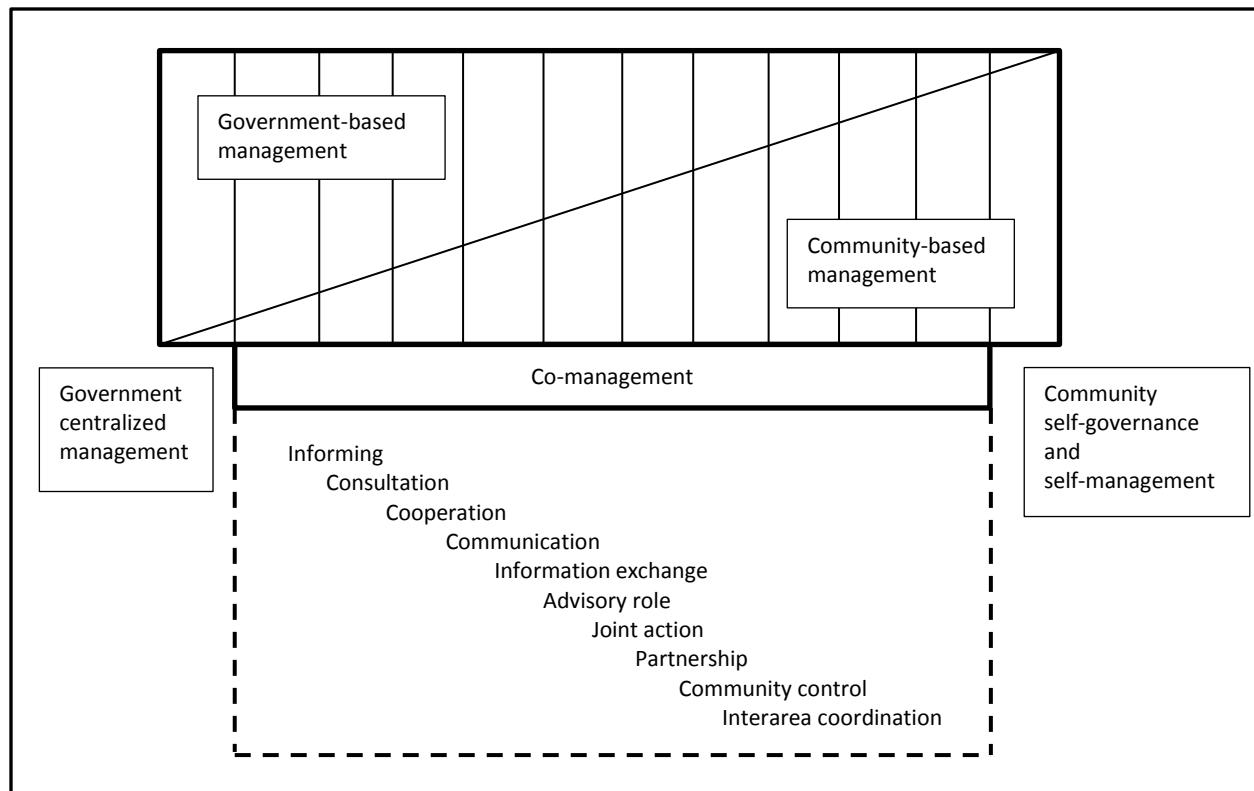 Government-based
management
Community-based
management
Co-management
Government
centralized
management
Community
self-governance
and
self-management
Informing
Consultation
Cooperation
Communication
Information exchange
Advisory role
Joint action
Partnership
Community control
Interarea coordination